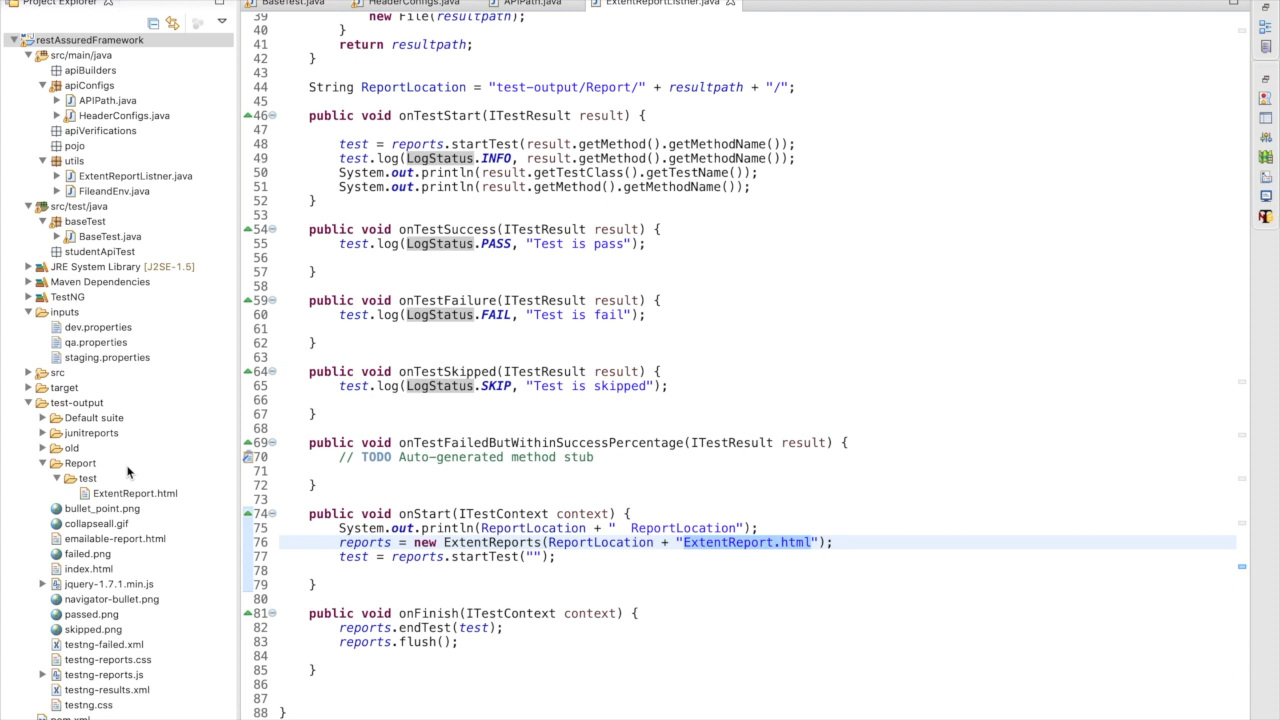 Project Explorer
BaseTest.java
HeaderConfigs.java
APIPath.java
ExtentReportListner.java
restAssuredFramework
src/main/java
apiBuilders
apiConfigs
APIPath.java
HeaderConfigs.java
apiVerifications
pojo
utils
ExtentReportListner.java
FileandEnv.java
src/test/java
baseTest
BaseTest.java
studentApiTest
JRE System Library [J2SE-1.5]
Maven Dependencies
TestNG
inputs
dev.properties
qa.properties
staging.properties
src
target
test-output
Default suite
junitreports
old
Report
test
ExtentReport.html
bullet_point.png
collapseall.gif
emailable-report.html
failed.png
index.html
jquery-1.7.1.min.js
navigator-bullet.png
passed.png
skipped.png
testng-failed.xml
testng-reports.css
testng-reports.js
testng-results.xml
testng.css
pom.xml
39 new File(resultpath);
40 }
41 return resultpath;
42 }
43
44 String ReportLocation = "test-output/Report/" + resultpath + "/";
45
46 public void onTestStart(ITestResult result) {
47
48 test = reports.startTest(result.getMethod().getMethodName());
49 test.log(LogStatus.INFO, result.getMethod().getMethodName());
50 System.out.println(result.getTestClass().getTestName());
51 System.out.println(result.getMethod().getMethodName());
52 }
53
54 public void onTestSuccess(ITestResult result) {
55 test.log(LogStatus.PASS, "Test is pass");
56
57 }
58
59 public void onTestFailure(ITestResult result) {
60 test.log(LogStatus.FAIL, "Test is fail");
61
62 }
63
64 public void onTestSkipped(ITestResult result) {
65 test.log(LogStatus.SKIP, "Test is skipped");
66
67 }
68
69 public void onTestFailedButWithinSuccessPercentage(ITestResult result) {
70 // TODO Auto-generated method stub
71
72 }
73
74 public void onStart(ITestContext context) {
75 System.out.println(ReportLocation + "  ReportLocation");
76 reports = new ExtentReports(ReportLocation + "ExtentReport.html");
77 test = reports.startTest("");
78
79 }
80
81 public void onFinish(ITestContext context) {
82 reports.endTest(test);
83 reports.flush();
84
85 }
86
87
88 }